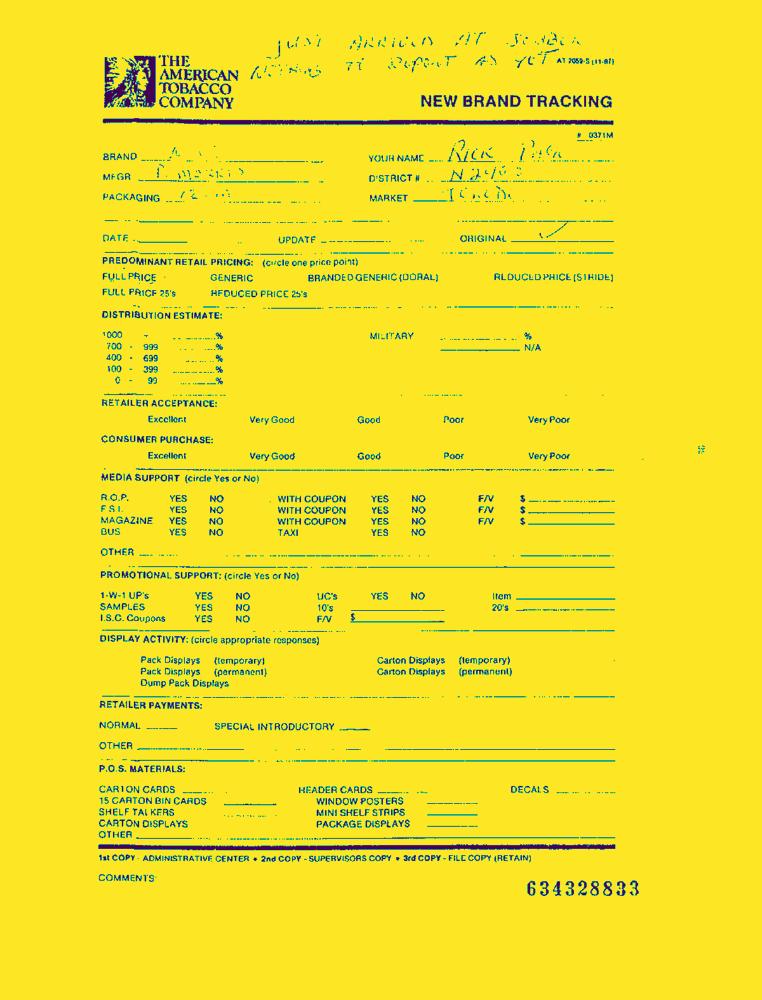 JUST ARRIVED AT JOBBER
NOTHING TO REPORT AS YET AT 2059-S (11-87)
THE
AMERICAN
TOBACCO
COMPANY
NEW BRAND TRACKING
# 0371M
BRAND YOUR NAME RICK
MFGR DISTRICT #
PACKAGING MARKET
DATE UPDATE ORIGINAL ✓
PREDOMINANT RETAIL PRICING: (circle one price point)
FULL PRICE GENERIC BRANDED GENERIC (DORAL) REDUCED PRICE (STRIDE)
FULL PRICE 25's REDUCED PRICE 25's
DISTRIBUTION ESTIMATE:
1000 - % MILITARY %
700 - 999 % N/A
400 - 699 %
100 - 399 %
0 - 99 %
RETAILER ACCEPTANCE:
Excellent Very Good Good Poor Very Poor
CONSUMER PURCHASE:
Excellent Very Good Good Poor Very Poor
MEDIA SUPPORT (circle Yes or No)
R.O.P. YES NO WITH COUPON YES NO F/V $
F.S.I. YES NO WITH COUPON YES NO F/V $
MAGAZINE YES NO WITH COUPON YES NO F/V $
BUS YES NO TAXI YES NO
OTHER
PROMOTIONAL SUPPORT: (circle Yes or No)
1-W-1 UP's YES NO UC's YES NO Item
SAMPLES YES NO 10's 20's
I.S.C. Coupons YES NO F/V $
DISPLAY ACTIVITY: (circle appropriate responses)
Pack Displays (temporary) Carton Displays (temporary)
Pack Displays (permanent) Carton Displays (permanent)
Dump Pack Displays
RETAILER PAYMENTS:
NORMAL SPECIAL INTRODUCTORY
OTHER
P.O.S. MATERIALS:
CARTON CARDS HEADER CARDS DECALS
15 CARTON BIN CARDS WINDOW POSTERS
SHELF TALKERS MINI SHELF STRIPS
CARTON DISPLAYS PACKAGE DISPLAYS
OTHER
1st COPY - ADMINISTRATIVE CENTER • 2nd COPY - SUPERVISORS COPY • 3rd COPY - FILE COPY (RETAIN)
COMMENTS:
634328833